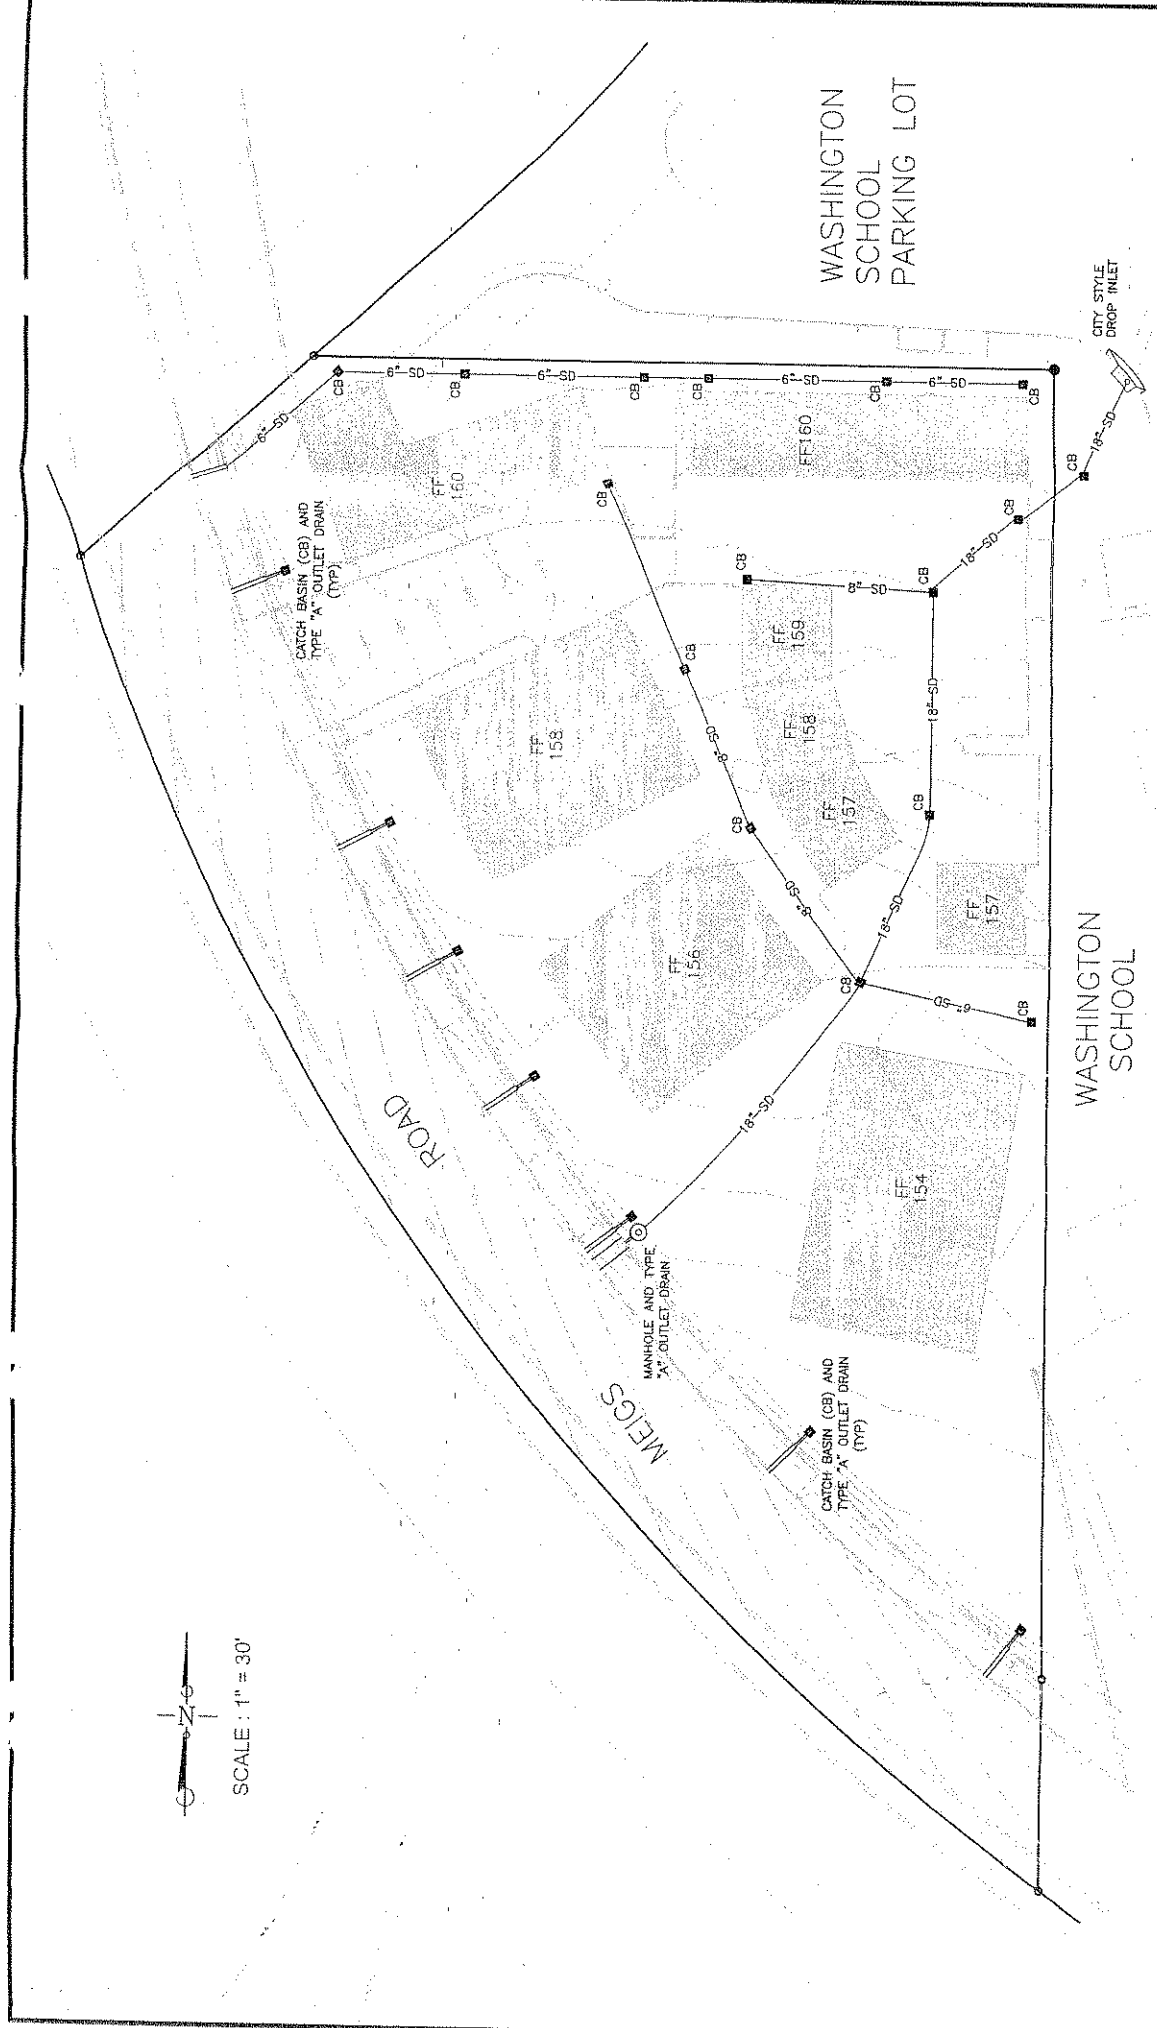 WASHINGTON
SCHOOL
PARKING LOT
CITY STYLE
DROP INLET
6"-SD
CB
6"-SD
CB
6"-SD
CB
CB
6"-SD
CB
6"-SD
CB
18"-SD
CB
CB
18"-SD
CB
8"-SD
CB
18"-SD
CB
18"-SD
CB
CB
8"-SD
CB
8"-SD
CB
6" SD
CB
18"-SD
FF
160
FF160
FF
159
FF
158
FF
157
FF
158
FF
156
FF
157
FF
154
CATCH BASIN (CB) AND
TYPE "A" OUTLET DRAIN
(TYP)
MANHOLE AND TYPE
"A" OUTLET DRAIN
CATCH BASIN (CB) AND
TYPE "A" OUTLET DRAIN
(TYP)
MEIGS
ROAD
WASHINGTON
SCHOOL
N
SCALE : 1" = 30'